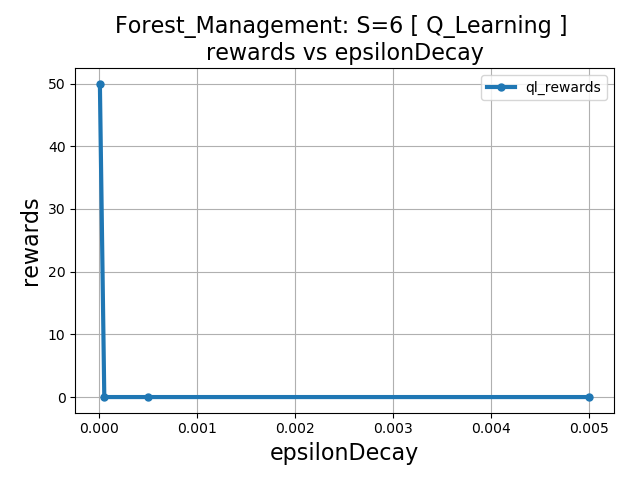 Forest_Management: S=6 [ Q_Learning ]
rewards vs epsilonDecay
ql_rewards
50
40
30
20
10
0
rewards
0.000 0.001 0.002 0.003 0.004 0.005
epsilonDecay